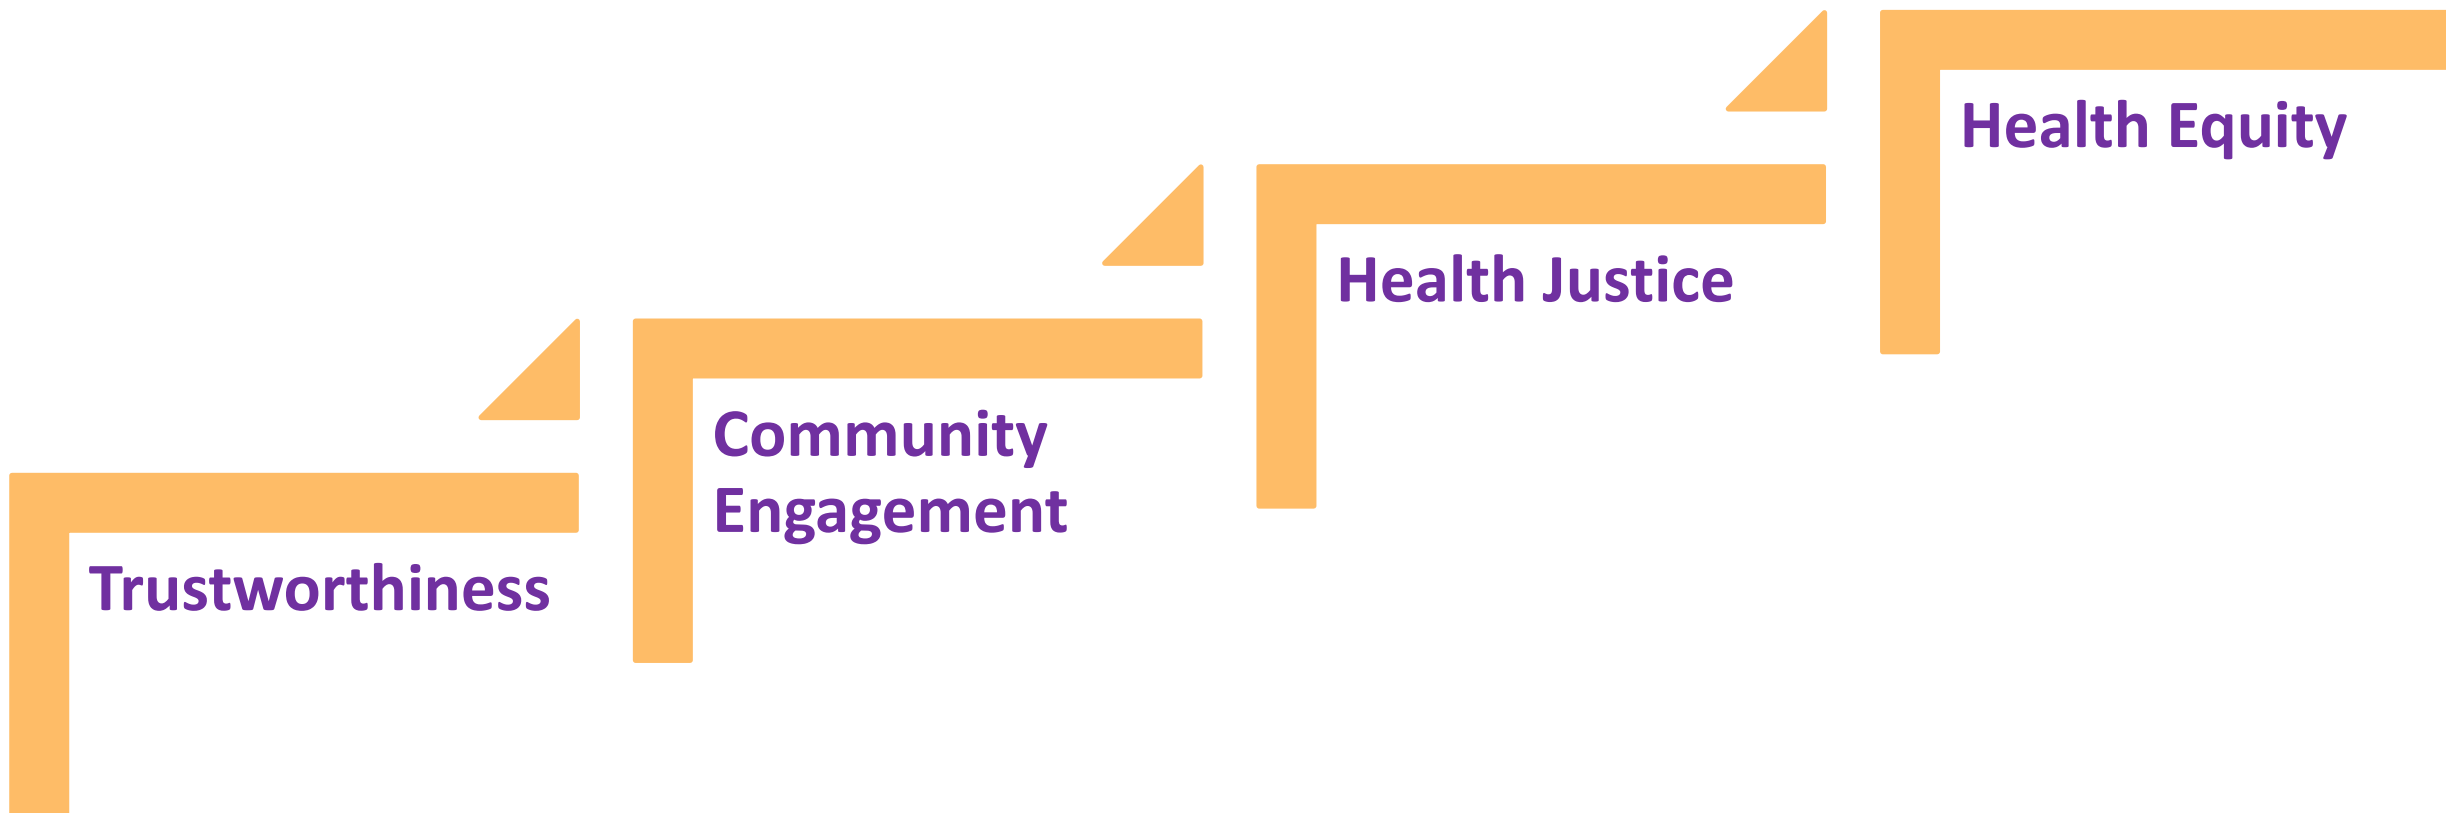 Trustworthiness
Community
Engagement
Health Justice
Health Equity